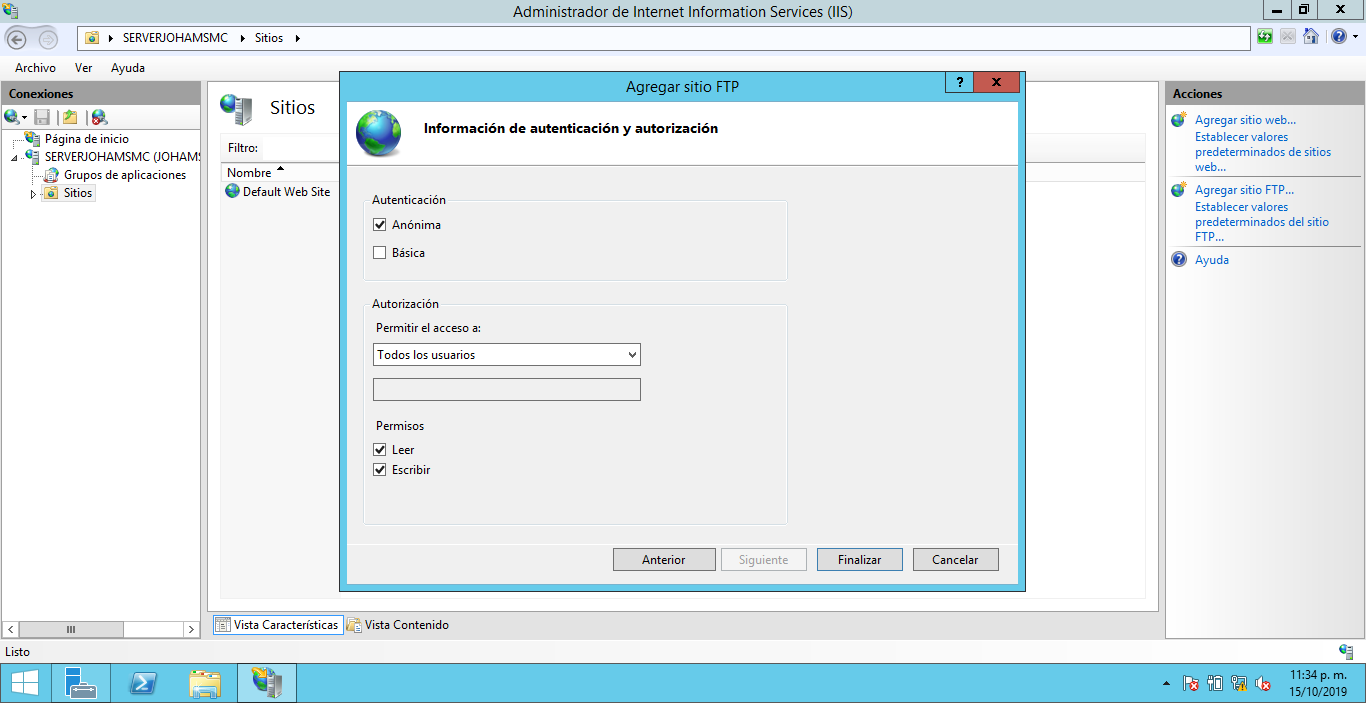 Administrador de Internet Information Services (IIS)
SERVERJOHAMSMC
Sitios
Archivo Ver Ayuda
Conexiones
Página de inicio
SERVERJOHAMSMC (JOHAMS
Grupos de aplicaciones
Sitios
Sitios
Filtro:
Nombre
Default Web Site
Agregar sitio FTP
?
Información de autenticación y autorización
Autenticación
Anónima
Básica
Autorización
Permitir el acceso a:
Todos los usuarios
Permisos
Leer
Escribir
Anterior Siguiente Finalizar Cancelar
Vista Características Vista Contenido
Acciones
Agregar sitio web...
Establecer valores
predeterminados de sitios
web...
Agregar sitio FTP...
Establecer valores
predeterminados del sitio
FTP...
Ayuda
Listo
11:34 p. m.
15/10/2019